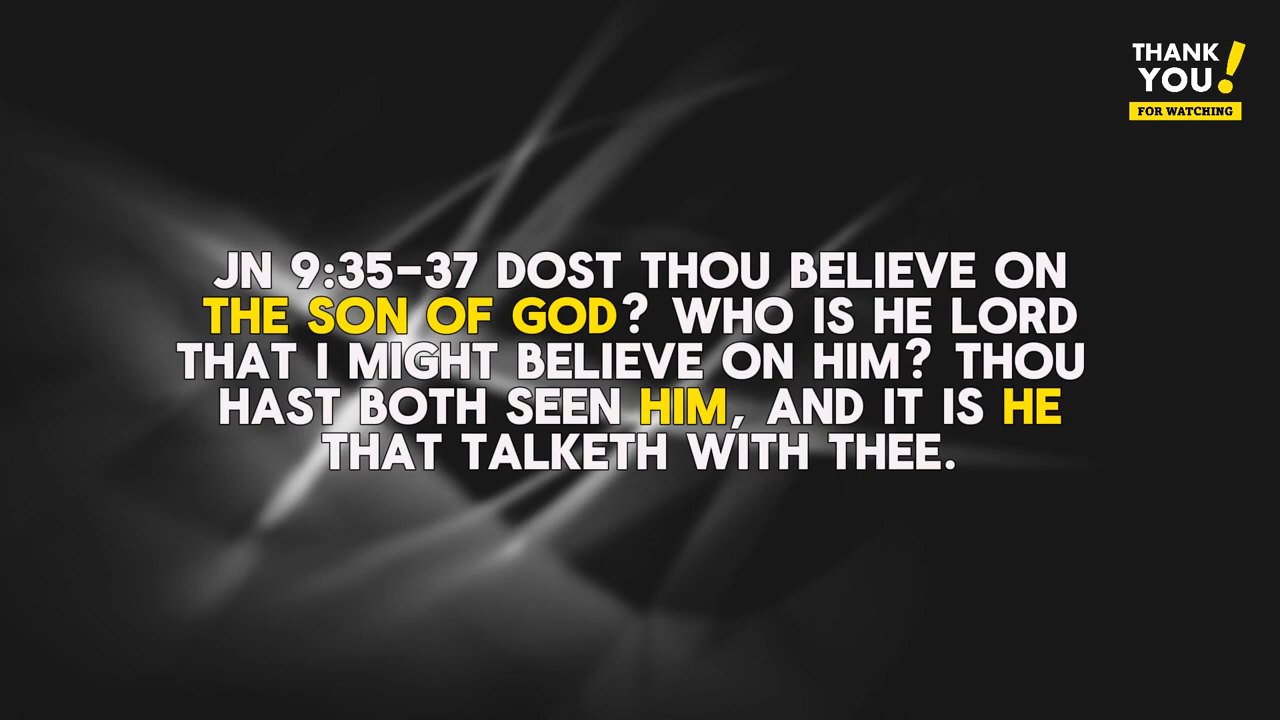 THANK
YOU!
FOR WATCHING
JN 9:35-37 DOST THOU BELIEVE ON
THE SON OF GOD? WHO IS HE LORD
THAT I MIGHT BELIEVE ON HIM? THOU
HAST BOTH SEEN HIM, AND IT IS HE
THAT TALKETH WITH THEE.